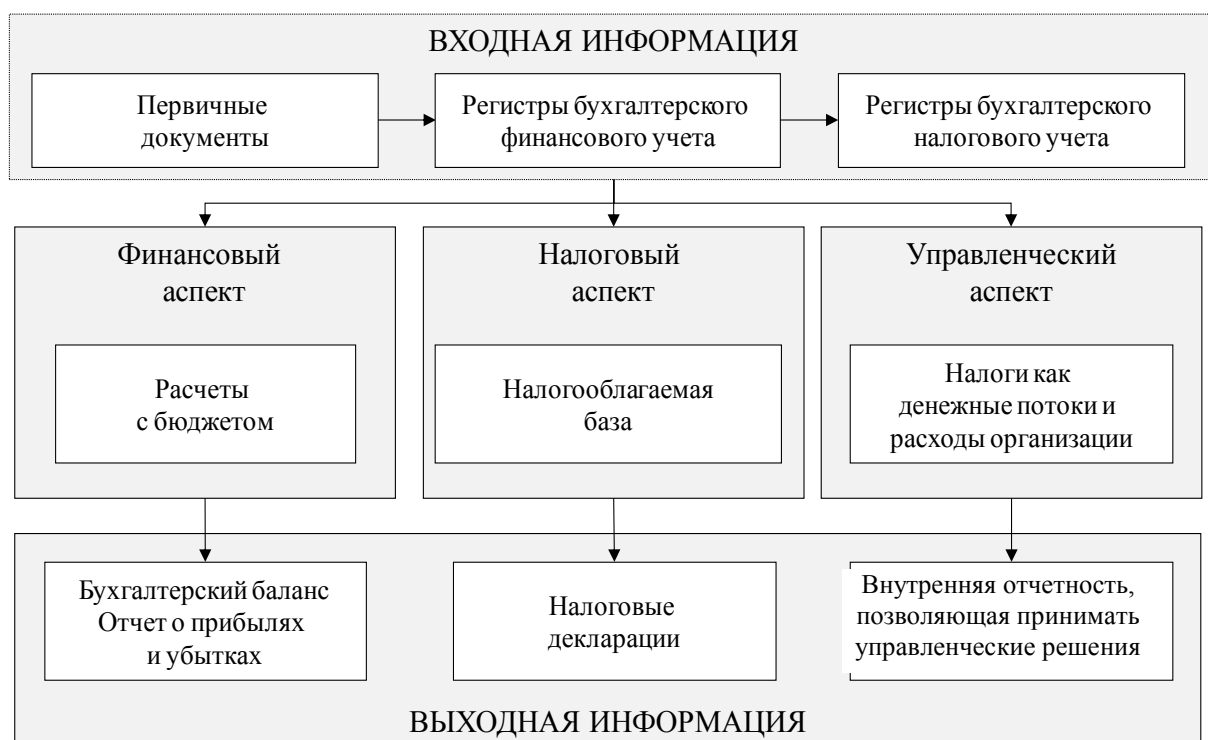 ВХОДНАЯ ИНФОРМАЦИЯ
Первичные
документы
Регистры бухгалтерского
финансового учета
Регистры бухгалтерского
налогового учета
Финансовый
аспект
Расчеты
с бюджетом
Налоговый
аспект
Налогооблагаемая
база
Управленческий
аспект
Налоги как
денежные потоки и
расходы организации
Бухгалтерский баланс
Отчет о прибылях
и убытках
Налоговые
декларации
Внутренняя отчетность,
позволяющая принимать
управленческие решения
ВЫХОДНАЯ ИНФОРМАЦИЯ